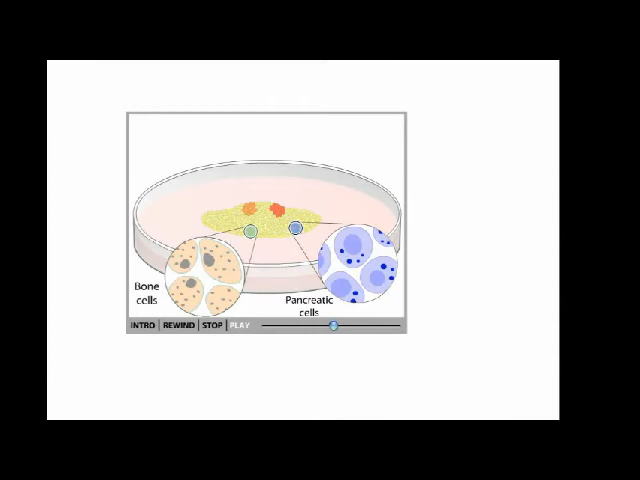 Bone
cells
Pancreatic
cells
INTRO REWIND STOP PLAY